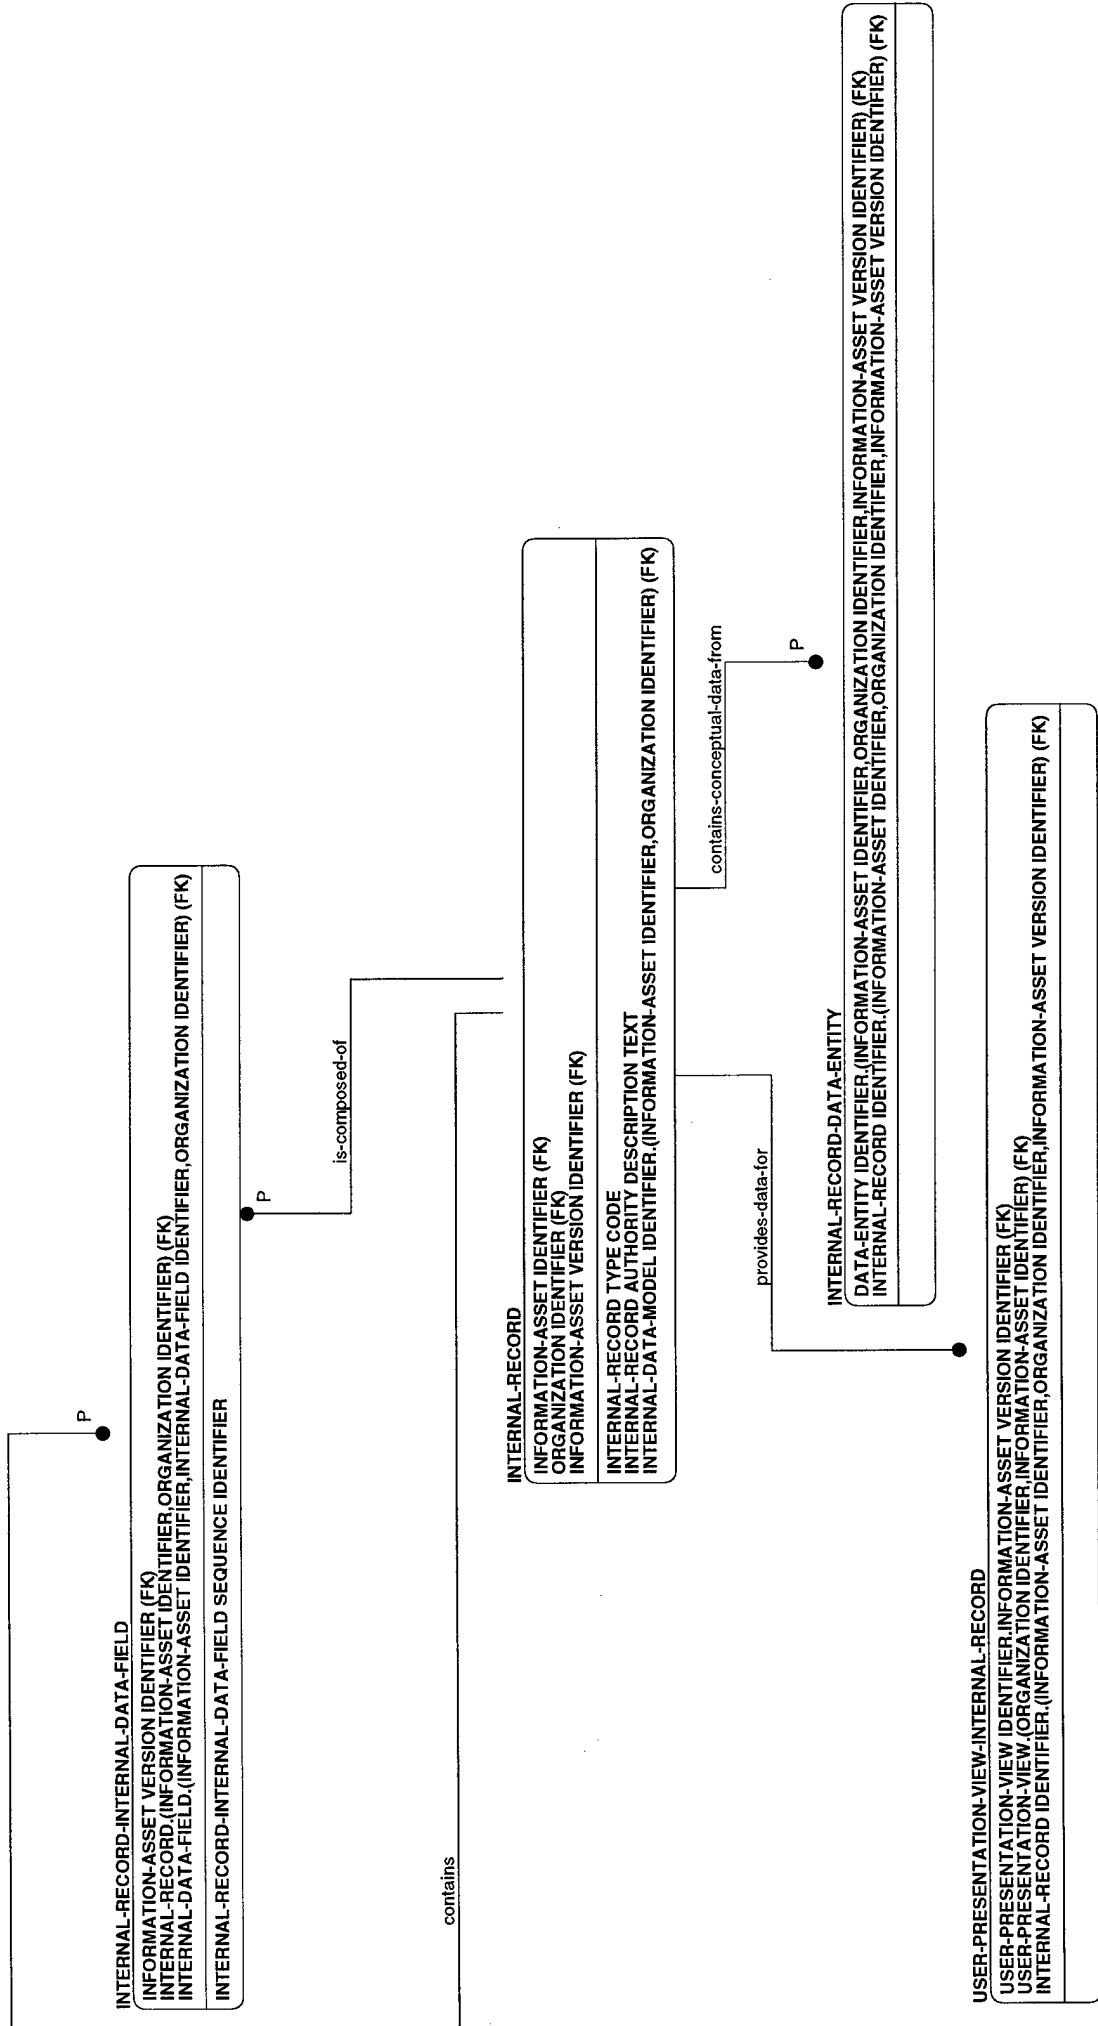 P
INTERNAL-RECORD-INTERNAL-DATA-FIELD
INFORMATION-ASSET VERSION IDENTIFIER (FK)
INTERNAL-RECORD.(INFORMATION-ASSET IDENTIFIER,ORGANIZATION IDENTIFIER) (FK)
INTERNAL-DATA-FIELD.(INFORMATION-ASSET IDENTIFIER,INTERNAL-DATA-FIELD IDENTIFIER,ORGANIZATION IDENTIFIER) (FK)
INTERNAL-RECORD-INTERNAL-DATA-FIELD SEQUENCE IDENTIFIER
P
is-composed-of
contains
INTERNAL-RECORD
INFORMATION-ASSET IDENTIFIER (FK)
ORGANIZATION IDENTIFIER (FK)
INFORMATION-ASSET VERSION IDENTIFIER (FK)
INTERNAL-RECORD TYPE CODE
INTERNAL-RECORD AUTHORITY DESCRIPTION TEXT
INTERNAL-DATA-MODEL IDENTIFIER.(INFORMATION-ASSET IDENTIFIER,ORGANIZATION IDENTIFIER) (FK)
contains-conceptual-data-from
provides-data-for
P
INTERNAL-RECORD-DATA-ENTITY
DATA-ENTITY IDENTIFIER.(INFORMATION-ASSET IDENTIFIER,ORGANIZATION IDENTIFIER,INFORMATION-ASSET VERSION IDENTIFIER) (FK)
INTERNAL-RECORD IDENTIFIER.(INFORMATION-ASSET IDENTIFIER,ORGANIZATION IDENTIFIER,INFORMATION-ASSET VERSION IDENTIFIER) (FK)
USER-PRESENTATION-VIEW-INTERNAL-RECORD
USER-PRESENTATION-VIEW IDENTIFIER.INFORMATION-ASSET VERSION IDENTIFIER (FK)
USER-PRESENTATION-VIEW.(ORGANIZATION IDENTIFIER,INFORMATION-ASSET IDENTIFIER) (FK)
INTERNAL-RECORD IDENTIFIER.(INFORMATION-ASSET IDENTIFIER,ORGANIZATION IDENTIFIER,INFORMATION-ASSET VERSION IDENTIFIER) (FK)